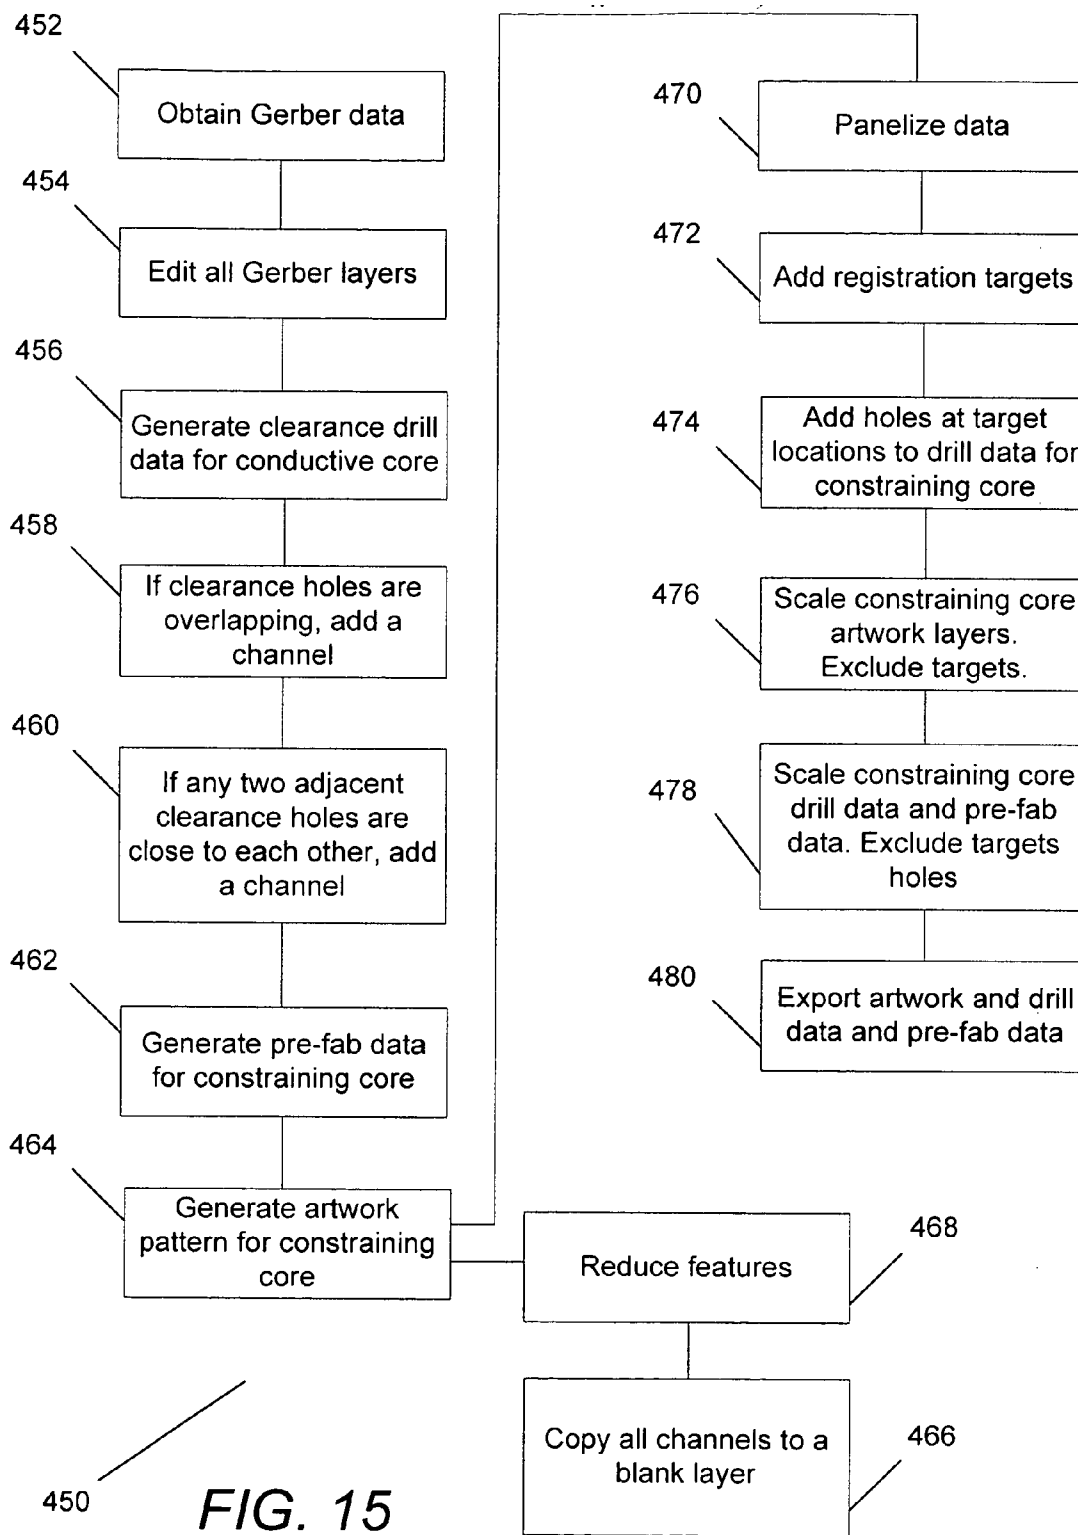 452
Obtain Gerber data
454
Edit all Gerber layers
456
Generate clearance drill
data for conductive core
458
If clearance holes are
overlapping, add a
channel
460
If any two adjacent
clearance holes are
close to each other, add
a channel
462
Generate pre-fab data
for constraining core
464
Generate artwork
pattern for constraining
core
468
Reduce features
466
Copy all channels to a
blank layer
470
Panelize data
472
Add registration targets
474
Add holes at target
locations to drill data for
constraining core
476
Scale constraining core
artwork layers.
Exclude targets.
478
Scale constraining core
drill data and pre-fab
data. Exclude targets
holes
480
Export artwork and drill
data and pre-fab data
450
FIG. 15